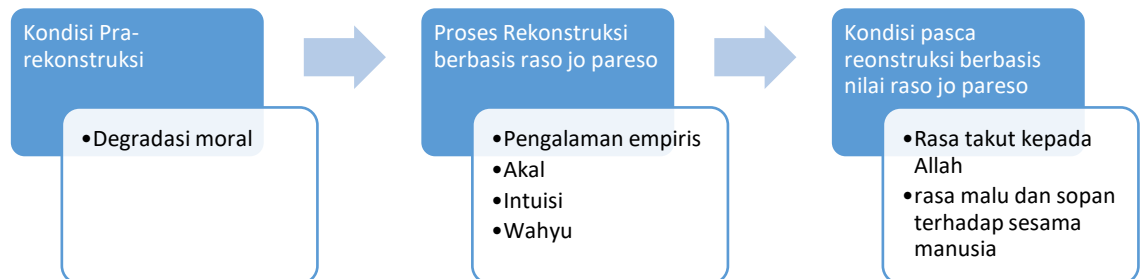 Kondisi Pra-
rekonstruksi
•Degradasi moral
Proses Rekonstruksi
berbasis raso jo pareso
•Pengalaman empiris
•Akal
•Intuisi
•Wahyu
Kondisi pasca
reonstruksi berbasis
nilai raso jo pareso
•Rasa takut kepada
Allah
•rasa malu dan sopan
terhadap sesama
manusia